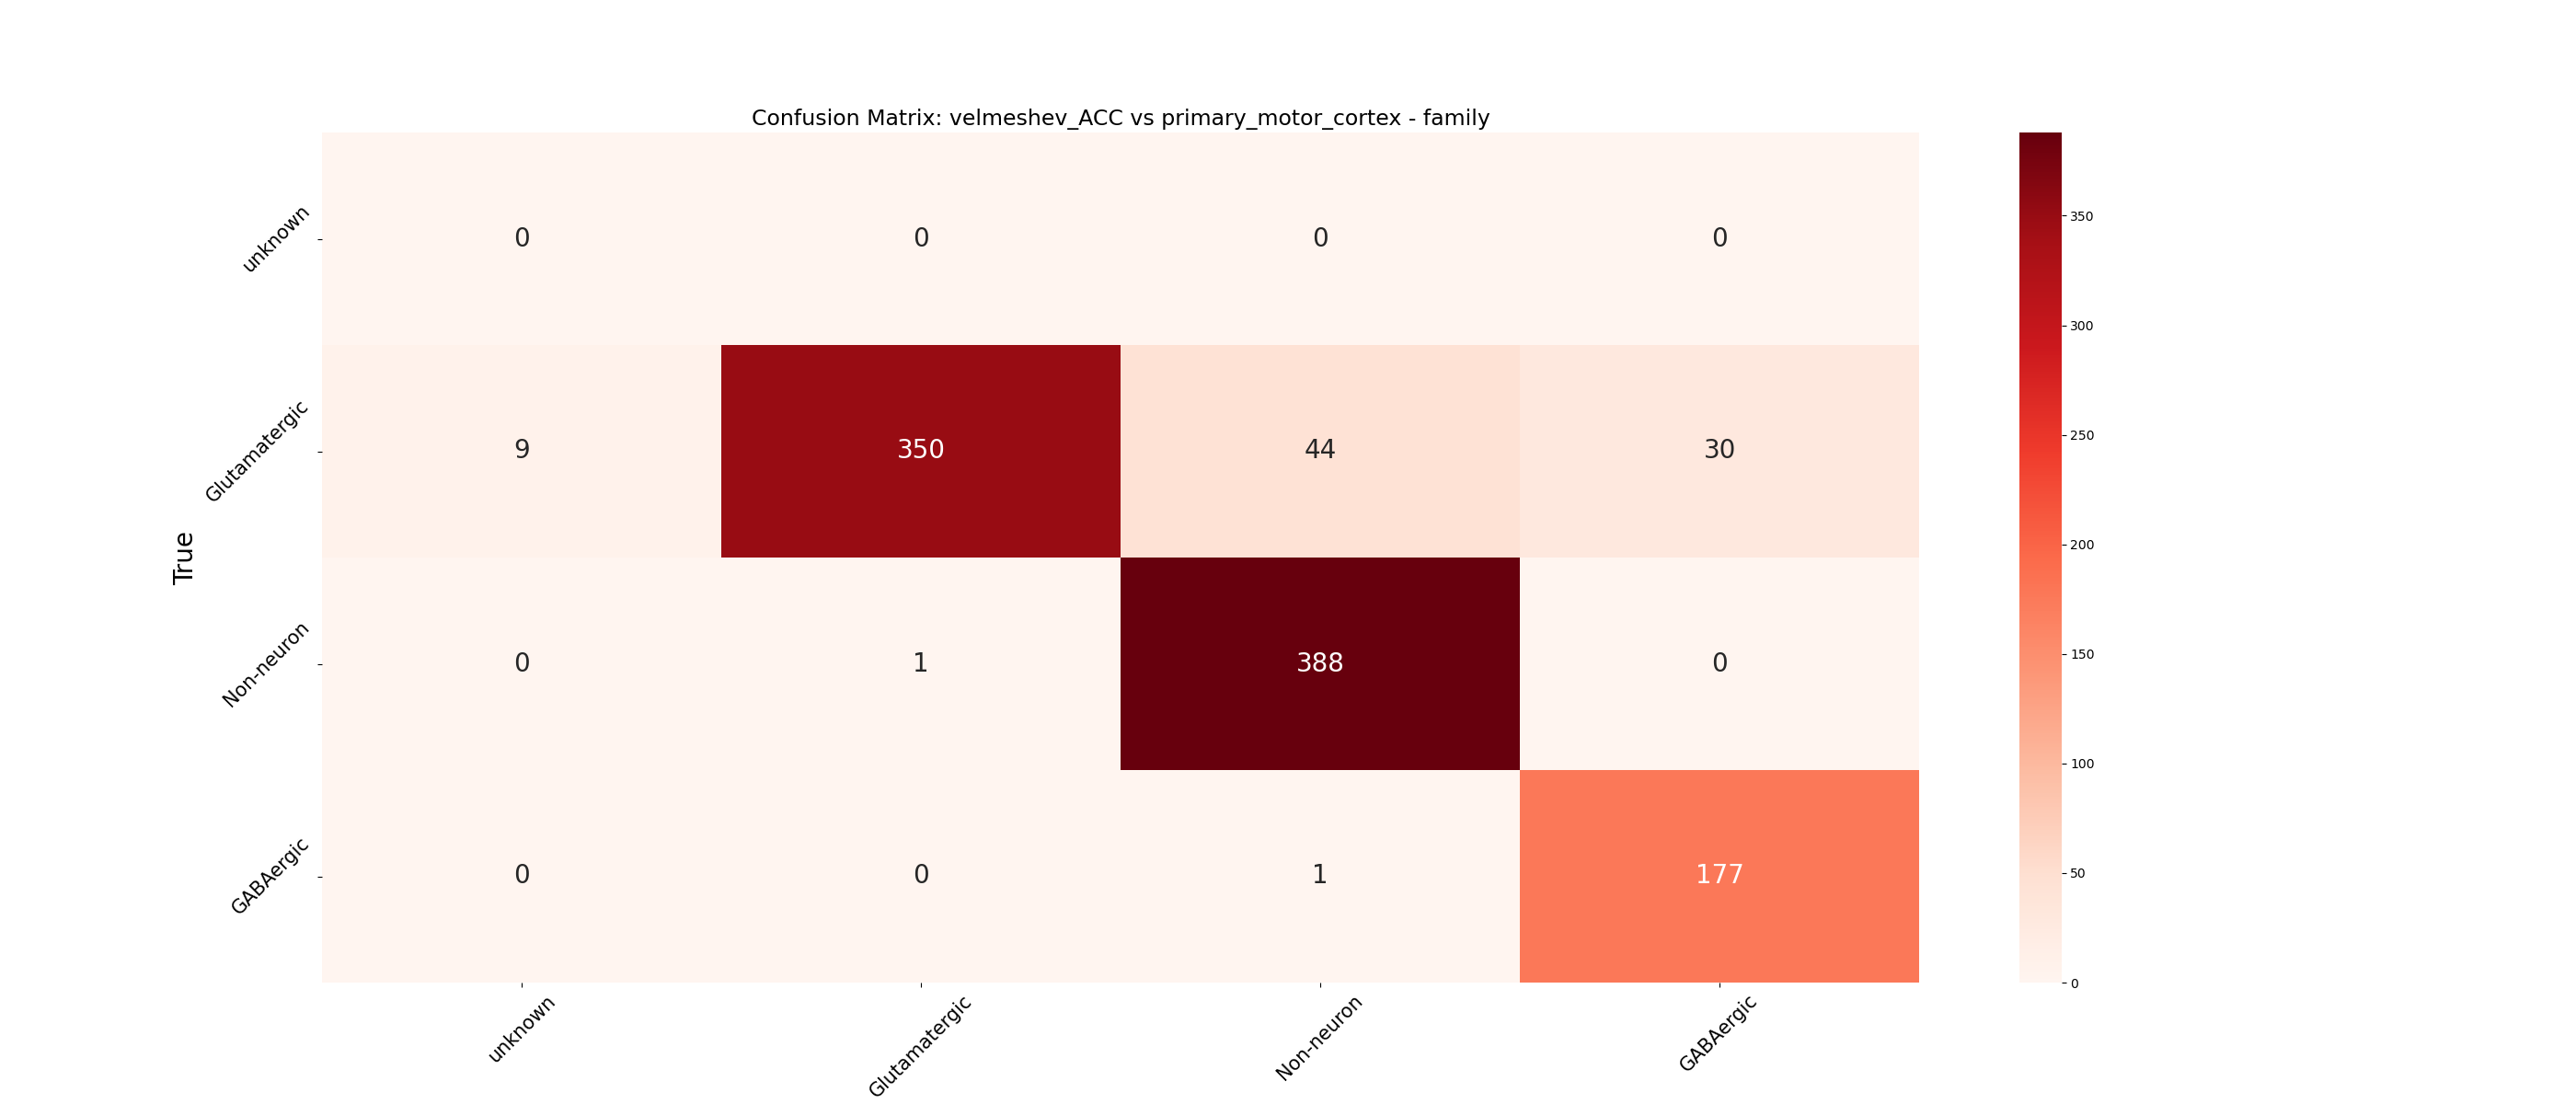 Confusion Matrix: velmeshev_ACC vs primary_motor_cortex - family
True
unknown
0 0 0 0
Glutamatergic
9 350 44 30
Non-neuron
0 1 388 0
GABAergic
0 0 1 177
unknown Glutamatergic Non-neuron GABAergic
350
300
250
200
150
100
50
0